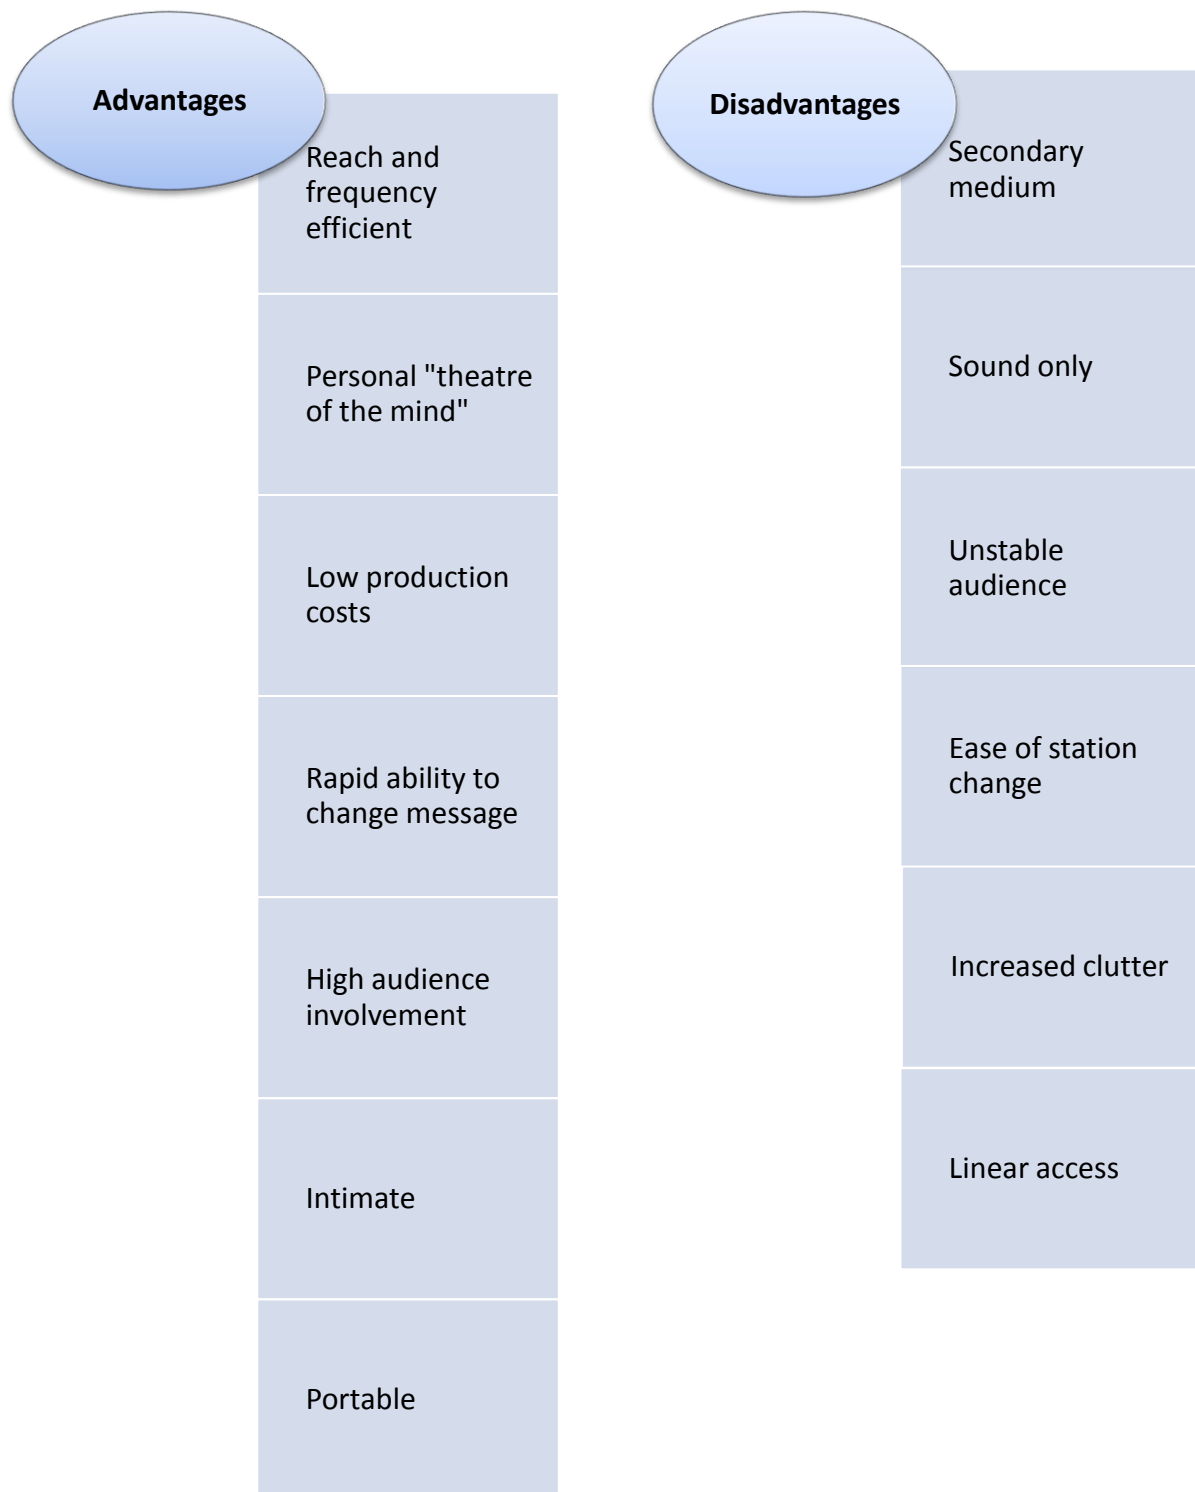 Advantages
Reach and
frequency
efficient
Personal "theatre
of the mind"
Low production
costs
Rapid ability to
change message
High audience
involvement
Intimate
Portable
Disadvantages
Secondary
medium
Sound only
Unstable
audience
Ease of station
change
Increased clutter
Linear access